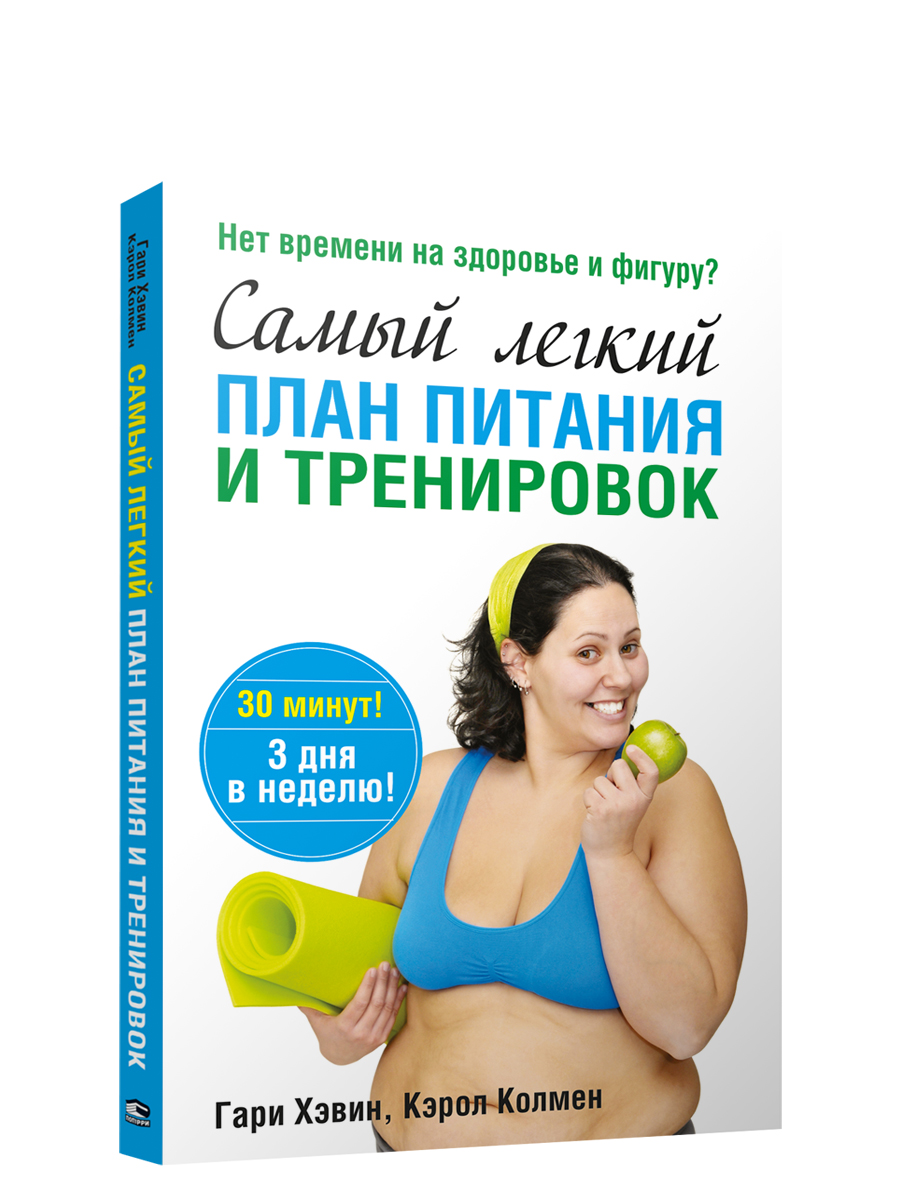 Нет времени на здоровье и фигуру?
Самый легкий
ПЛАН ПИТАНИЯ
И ТРЕНИРОВОК
30 минут!
3 дня
в неделю!
Гари Хэвин, Кэрол Колмен
Гари Хэвин
Кэрол Колмен
САМЫЙ ЛЕГКИЙ ПЛАН ПИТАНИЯ И ТРЕНИРОВОК
ПОПУРРИ